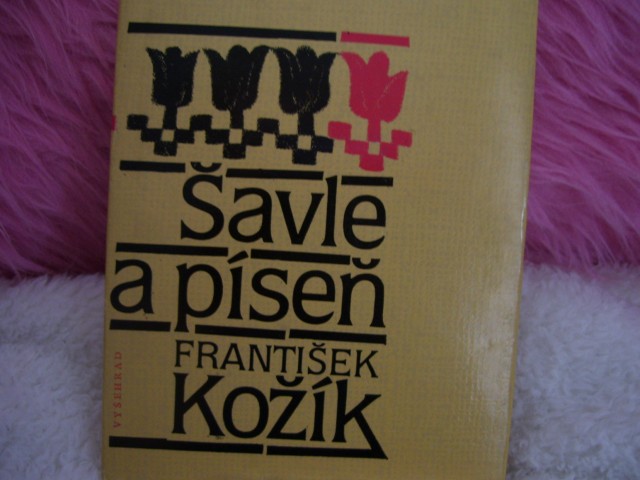 Šavle
a píseň
FRANTIŠEK
Kožík
VYŠEHRAD